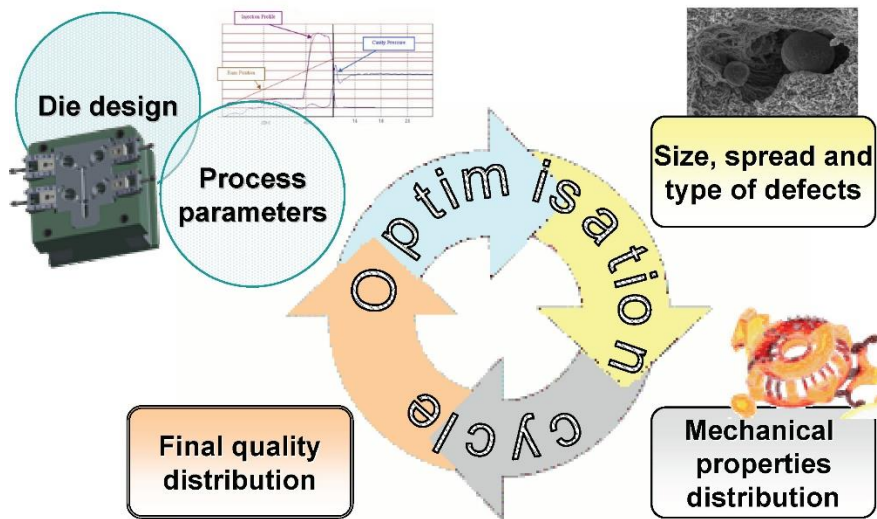 Injection Profile
Cavity Pressure
Die design
Process
parameters
Size, spread and
type of defects
Optimisation
cycle
Final quality
distribution
Mechanical
properties
distribution